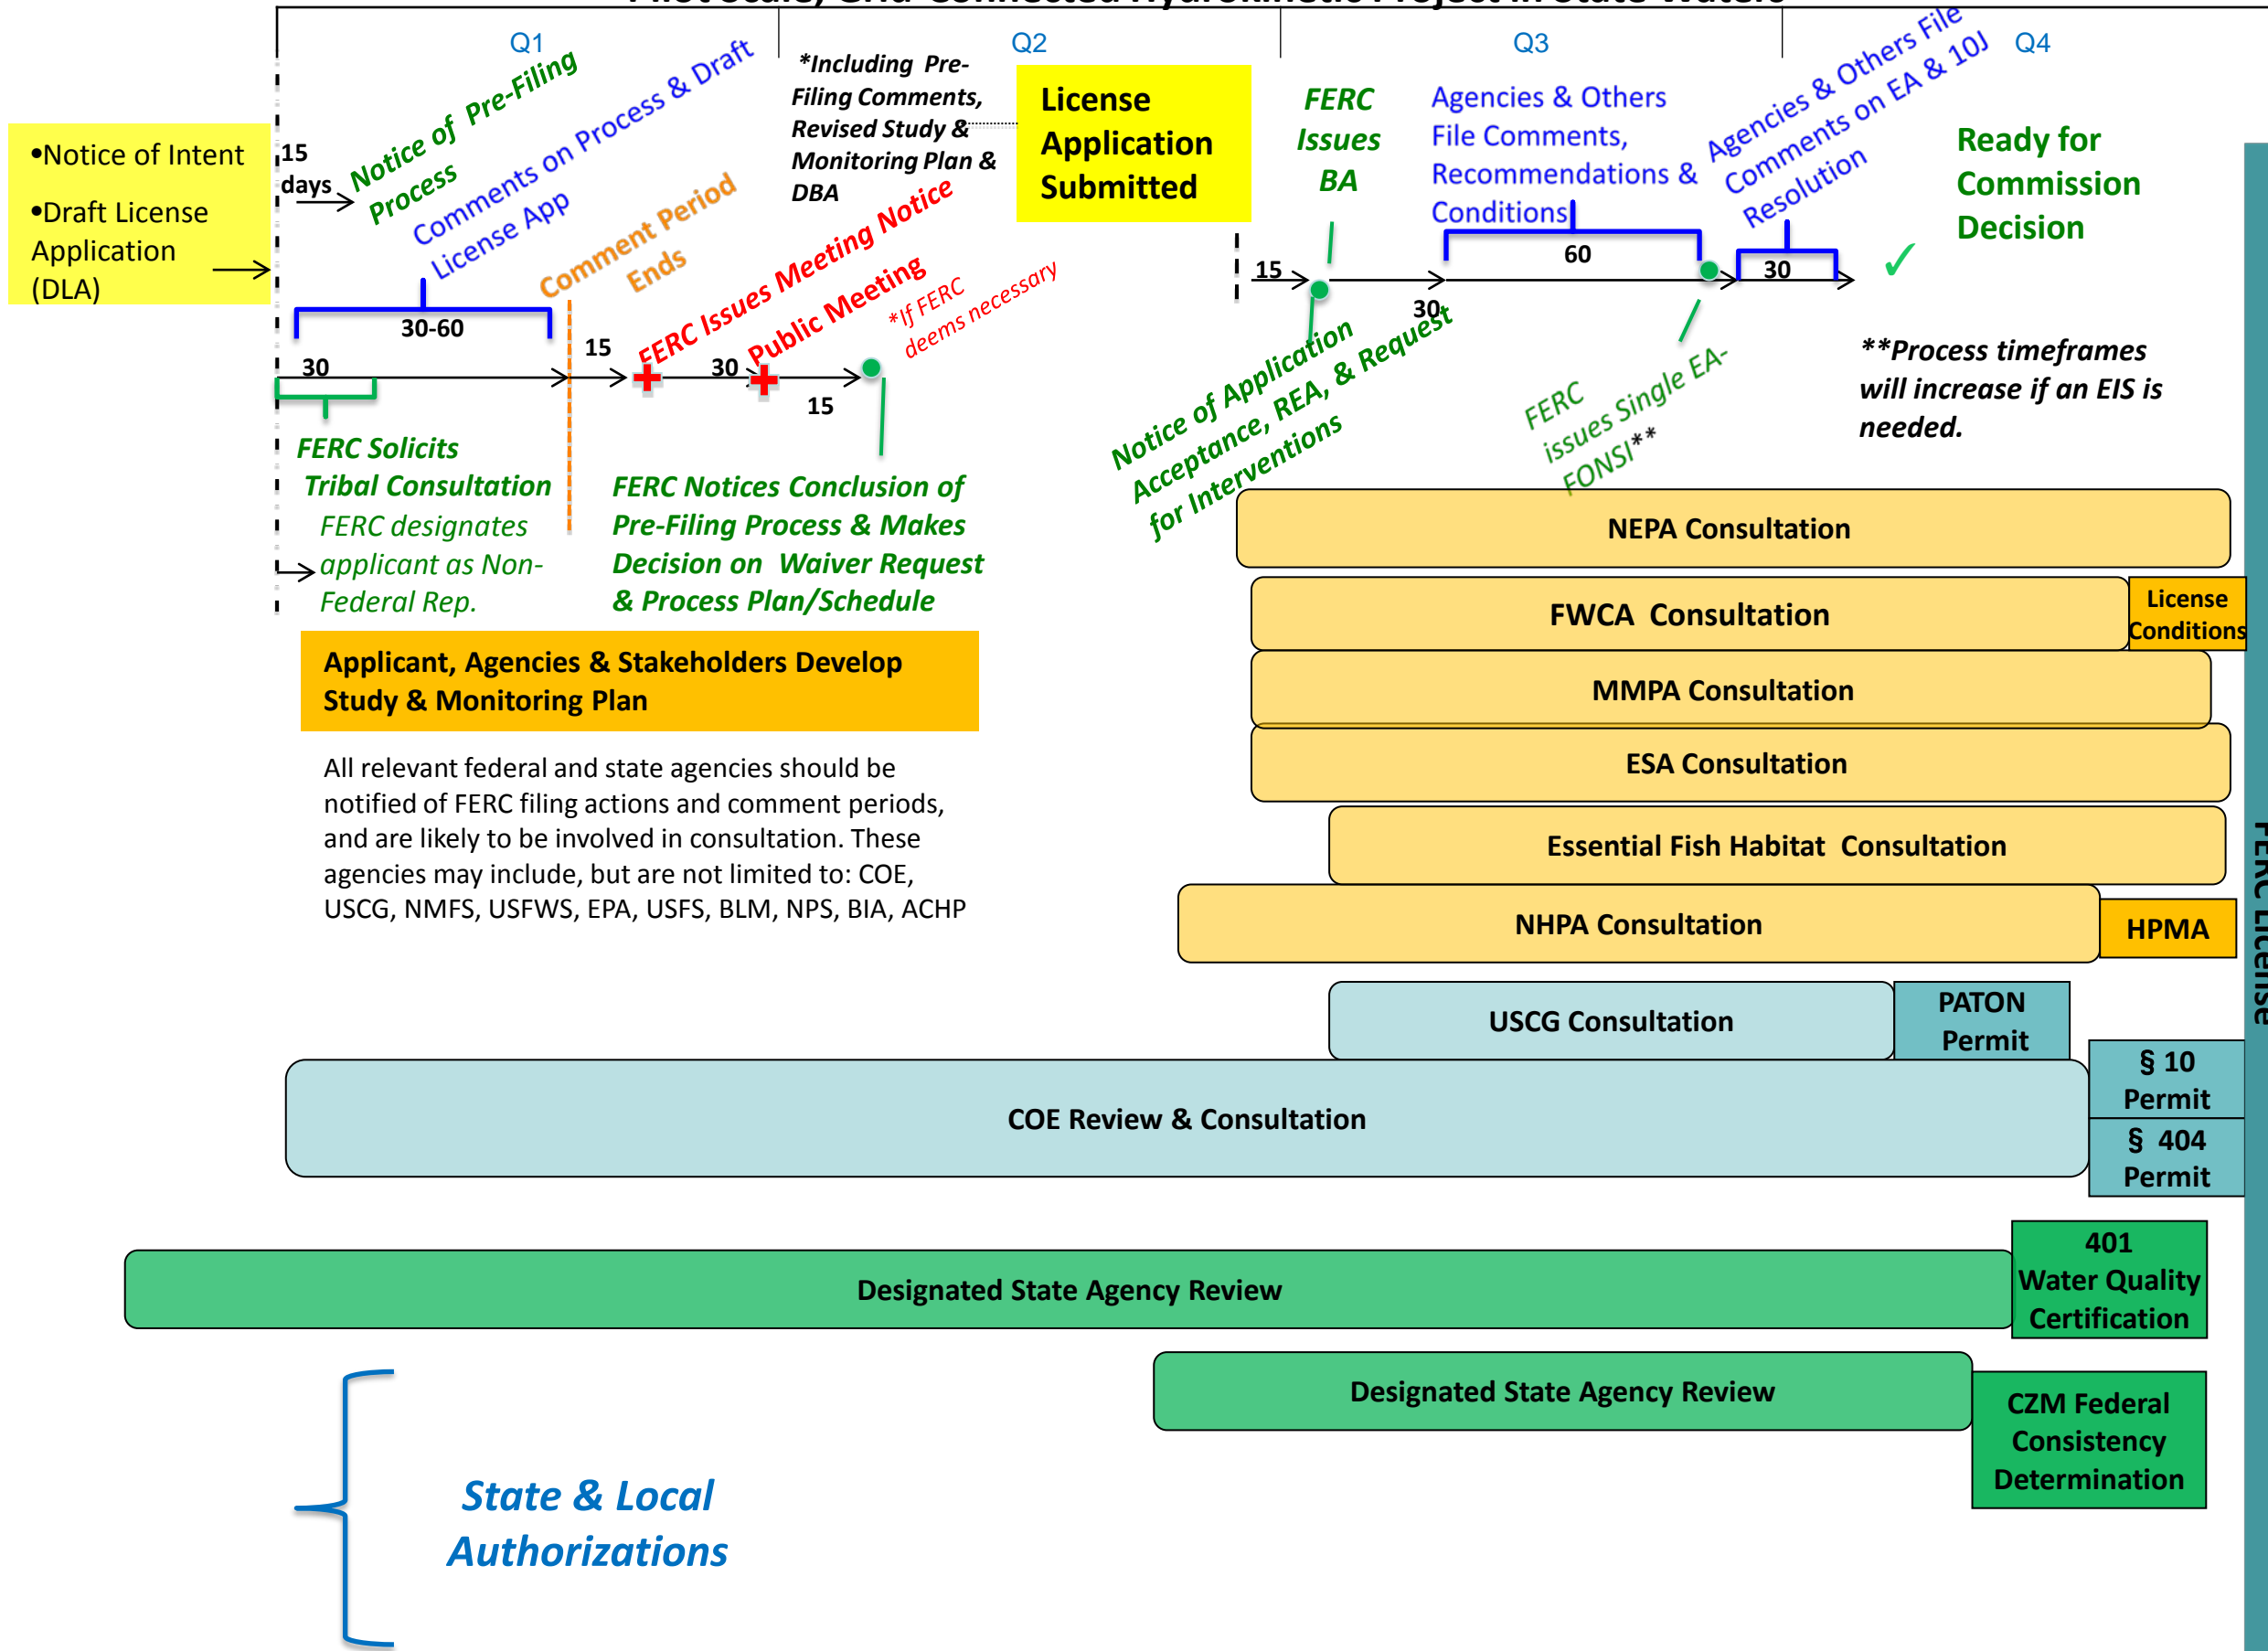 Pilot Scale, Grid-Connected Hydrokinetic Project in State Waters
Q1
Q2
Q3
Q4
•Notice of Intent
•Draft License
Application
(DLA)
15
days
Notice of Pre-Filing
Process
Comments on Process & Draft
License App
30-60
30
Comment Period
Ends
15
FERC Issues Meeting Notice
30
Public Meeting
*If FERC
deems necessary
15
*Including Pre-
Filing Comments,
Revised Study &
Monitoring Plan &
DBA
License
Application
Submitted
15
FERC
Issues
BA
30
Agencies & Others
File Comments,
Recommendations &
Conditions
60
Agencies & Others File
Comments on EA & 10J
Resolution
30
✓
Ready for
Commission
Decision
Notice of Application
Acceptance, REA, & Request
for Interventions
FERC
issues Single EA-
FONSI**
**Process timeframes
will increase if an EIS is
needed.
FERC Solicits
Tribal Consultation
FERC designates
applicant as Non-
Federal Rep.
FERC Notices Conclusion of
Pre-Filing Process & Makes
Decision on Waiver Request
& Process Plan/Schedule
Applicant, Agencies & Stakeholders Develop
Study & Monitoring Plan
All relevant federal and state agencies should be
notified of FERC filing actions and comment periods,
and are likely to be involved in consultation. These
agencies may include, but are not limited to: COE,
USCG, NMFS, USFWS, EPA, USFS, BLM, NPS, BIA, ACHP
NEPA Consultation
FWCA Consultation
License
Conditions
MMPA Consultation
ESA Consultation
Essential Fish Habitat Consultation
NHPA Consultation
HPMA
USCG Consultation
PATON
Permit
COE Review & Consultation
§ 10
Permit
§ 404
Permit
FERC License
Designated State Agency Review
401
Water Quality
Certification
Designated State Agency Review
CZM Federal
Consistency
Determination
State & Local
Authorizations